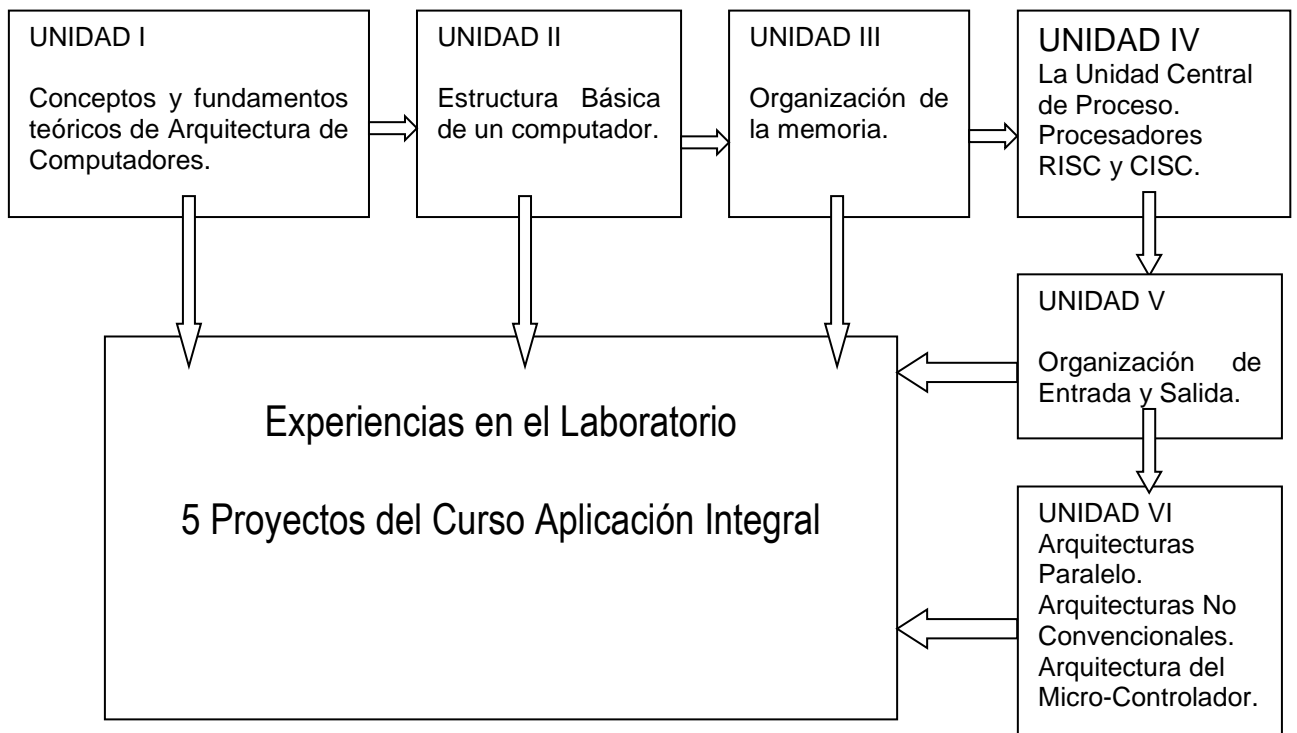 UNIDAD I
Conceptos y fundamentos
teóricos de Arquitectura de
Computadores.
UNIDAD II
Estructura Básica
de un computador.
UNIDAD III
Organización de
la memoria.
UNIDAD IV
La Unidad Central
de Proceso.
Procesadores
RISC y CISC.
UNIDAD V
Organización de
Entrada y Salida.
UNIDAD VI
Arquitecturas
Paralelo.
Arquitecturas No
Convencionales.
Arquitectura del
Micro-Controlador.
Experiencias en el Laboratorio
5 Proyectos del Curso Aplicación Integral